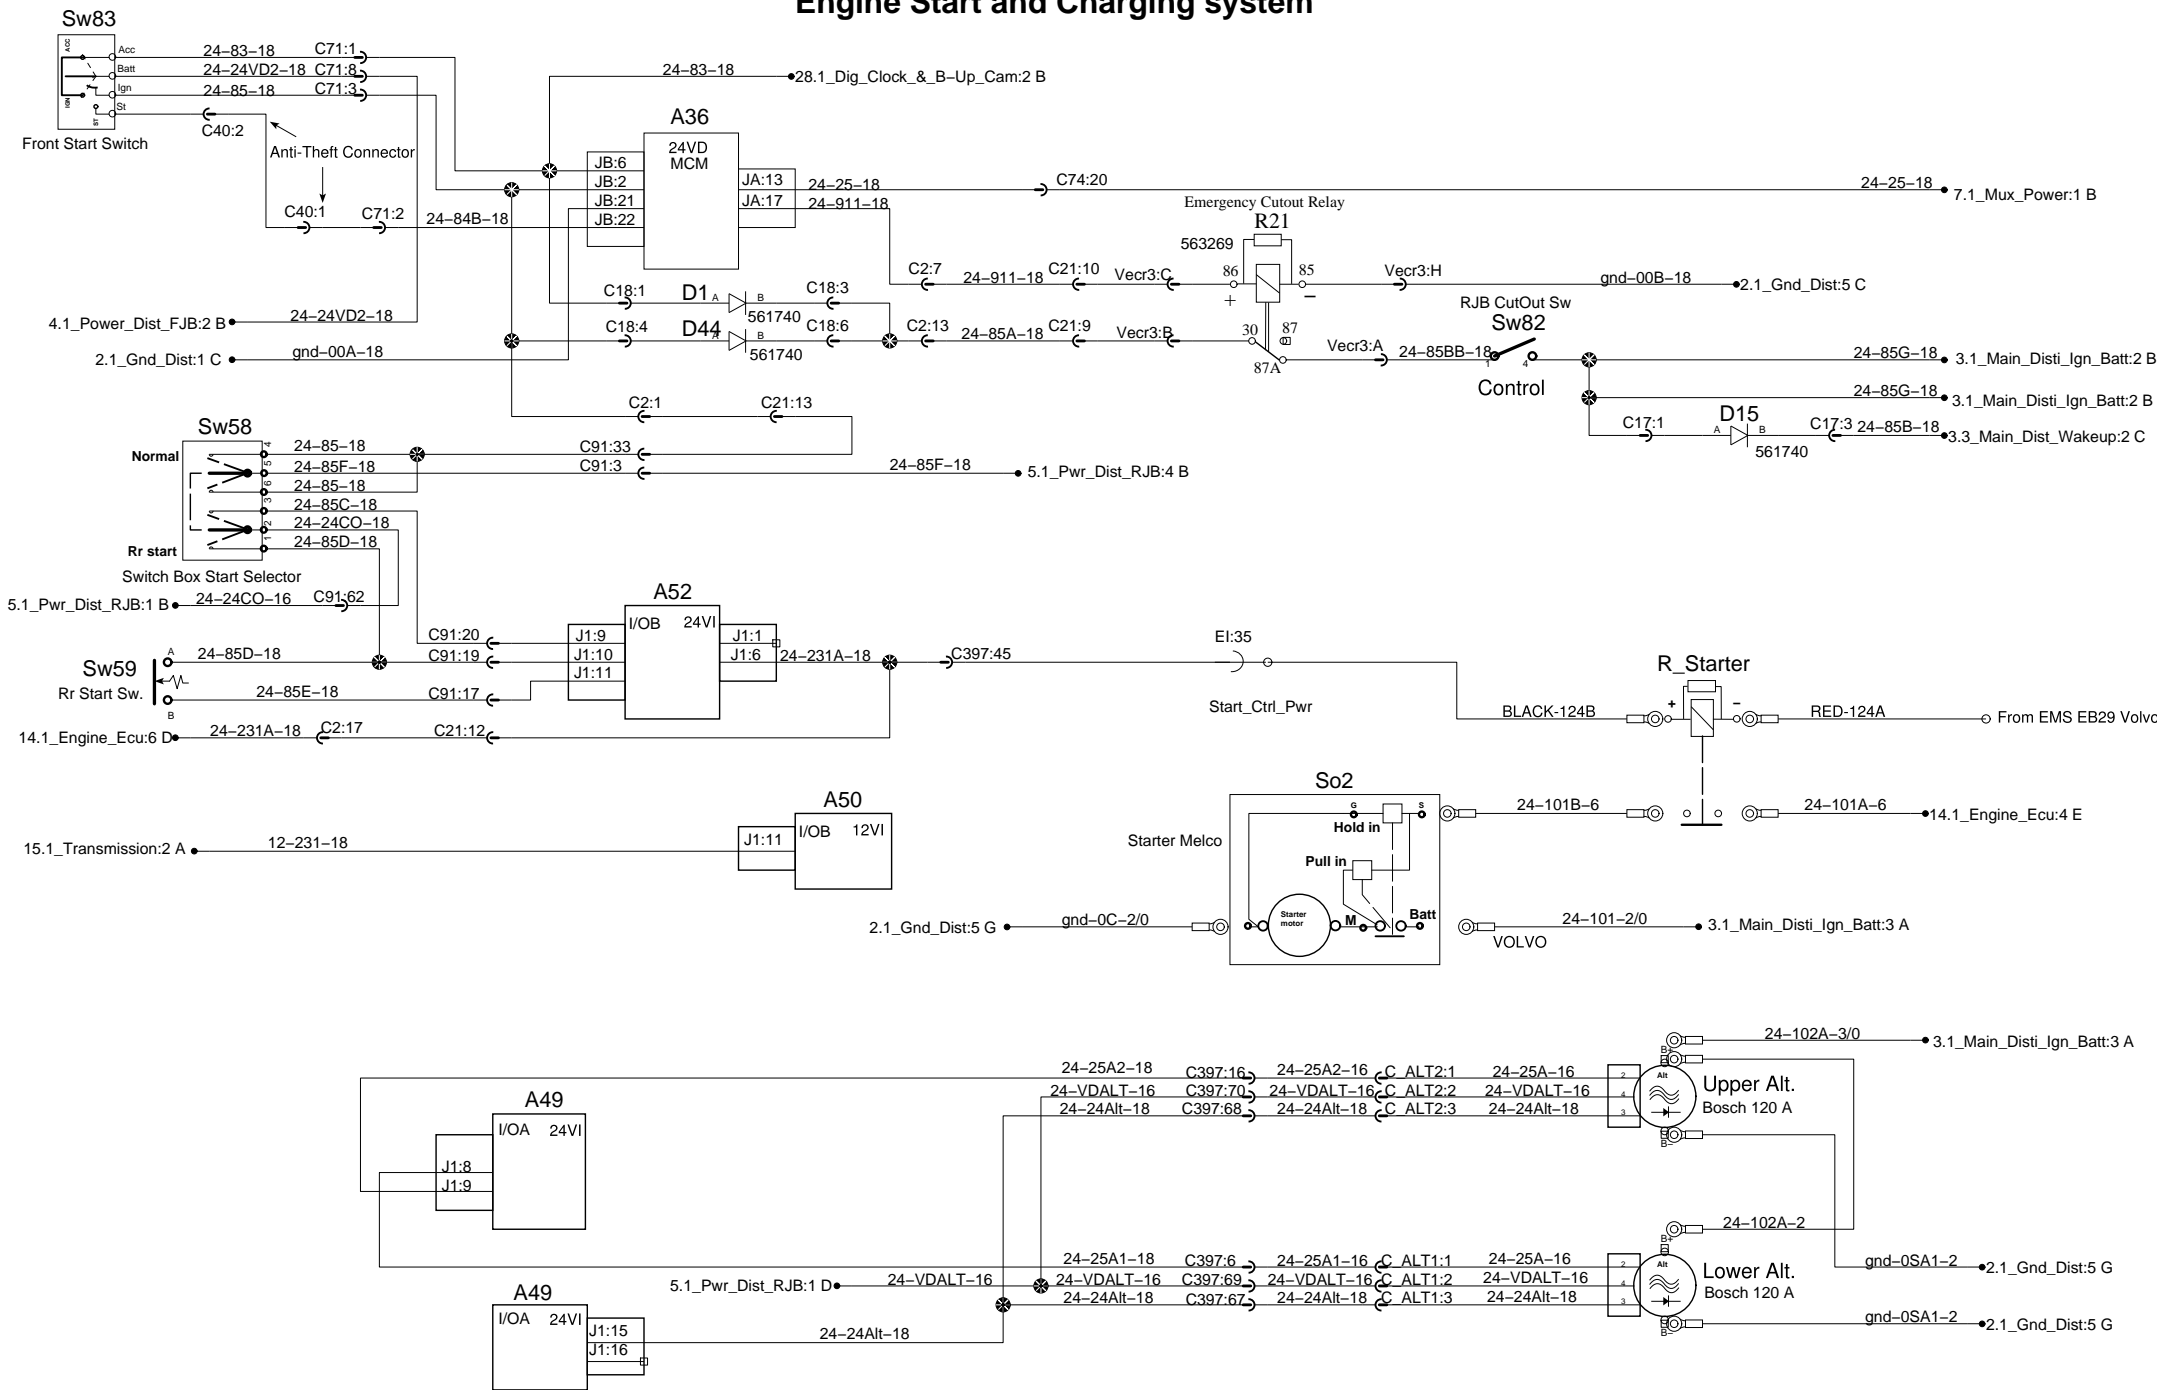 Engine Start and Charging system
Sw83
ACC
IGN
ST
Acc
Batt
Ign
St
24–83–18
C71:1
24–24VD2–18
C71:8
24–85–18
C71:3
C40:2
Front Start Switch
Anti-Theft Connector
C40:1
C71:2
24–84B–18
24–83–18
28.1_Dig_Clock_&_B–Up_Cam:2 B
A36
24VD
MCM
JB:6
JB:2
JB:21
JB:22
JA:13
JA:17
24–25–18
24–911–18
C74:20
24–25–18
7.1_Mux_Power:1 B
Emergency Cutout Relay
R21
563269
C2:7
24–911–18
C21:10
Vecr3:C
86
85
+
–
Vecr3:H
gnd–00B–18
2.1_Gnd_Dist:5 C
C18:1
D1
A
B
561740
C18:3
C18:4
D44
A
B
561740
C18:6
C2:13
24–85A–18
C21:9
Vecr3:B
30
87
87A
Vecr3:A
24–85BB–18
RJB CutOut Sw
Sw82
1
4
Control
24–85G–18
3.1_Main_Disti_Ign_Batt:2 B
24–85G–18
3.1_Main_Disti_Ign_Batt:2 B
C17:1
D15
A
B
561740
C17:3
24–85B–18
3.3_Main_Dist_Wakeup:2 C
4.1_Power_Dist_FJB:2 B
24–24VD2–18
2.1_Gnd_Dist:1 C
gnd–00A–18
C2:1
C21:13
Sw58
Normal
Rr start
4
5
6
3
2
1
24–85–18
24–85F–18
24–85–18
24–85C–18
24–24CO–18
24–85D–18
C91:33
C91:3
24–85F–18
5.1_Pwr_Dist_RJB:4 B
Switch Box Start Selector
5.1_Pwr_Dist_RJB:1 B
24–24CO–16
C91:62
A52
I/OB
24VI
J1:9
J1:10
J1:11
J1:1
J1:6
C91:20
C91:19
C91:17
Sw59
Rr Start Sw.
A
B
24–85D–18
24–85E–18
14.1_Engine_Ecu:6 D
24–231A–18
C2:17
C21:12
24–231A–18
C397:45
EI:35
Start_Ctrl_Pwr
R_Starter
BLACK-124B
+
–
RED-124A
From EMS EB29 Volvo
A50
I/OB
12VI
J1:11
15.1_Transmission:2 A
12–231–18
So2
Starter Melco
G
S
Hold in
Pull in
Starter
motor
M
Batt
24–101B–6
24–101A–6
14.1_Engine_Ecu:4 E
2.1_Gnd_Dist:5 G
gnd–0C–2/0
VOLVO
24–101–2/0
3.1_Main_Disti_Ign_Batt:3 A
24–102A–3/0
3.1_Main_Disti_Ign_Batt:3 A
24–25A2–18
C397:16
24–25A2–16
C_ALT2:1
24–25A–16
24–VDALT–16
C397:70
24–VDALT–16
C_ALT2:2
24–VDALT–16
24–24Alt–18
C397:68
24–24Alt–18
C_ALT2:3
24–24Alt–18
2
4
3
B+
Alt
B–
Upper Alt.
Bosch 120 A
A49
I/OA
24VI
J1:8
J1:9
24–102A–2
24–25A1–18
C397:6
24–25A1–16
C_ALT1:1
24–25A–16
5.1_Pwr_Dist_RJB:1 D
24–VDALT–16
24–VDALT–16
C397:69
24–VDALT–16
C_ALT1:2
24–VDALT–16
24–24Alt–18
C397:67
24–24Alt–18
C_ALT1:3
24–24Alt–18
2
4
3
B+
Alt
B–
Lower Alt.
Bosch 120 A
gnd–0SA1–2
2.1_Gnd_Dist:5 G
gnd–0SA1–2
2.1_Gnd_Dist:5 G
A49
I/OA
24VI
J1:15
J1:16
24–24Alt–18